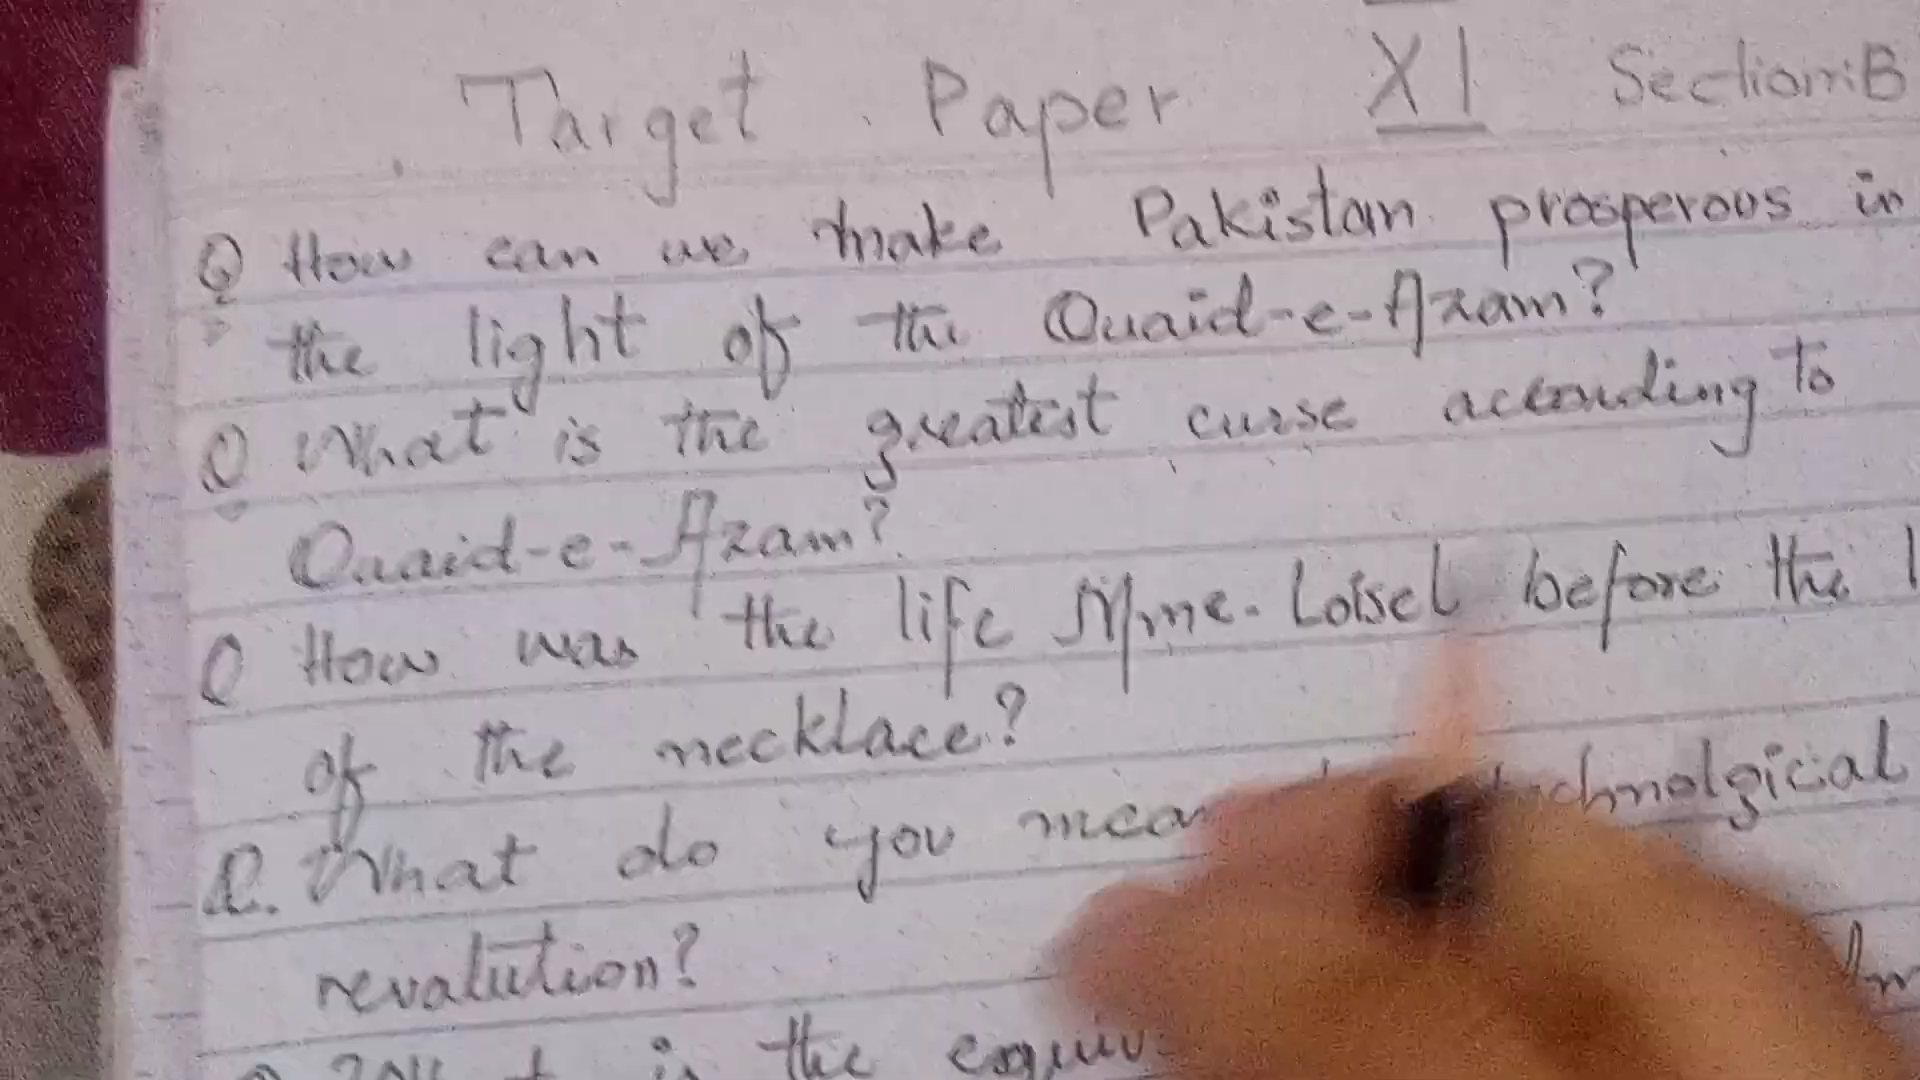 Target Paper XI Section:B
Q How can we make Pakistan prosperous in
the light of the Quaid-e-Azam?
Q What is the greatest curse according to
Quaid-e-Azam?
Q How was the life Mme. Loisel before the
of the necklace?
Q. What do you
revalution?
is the